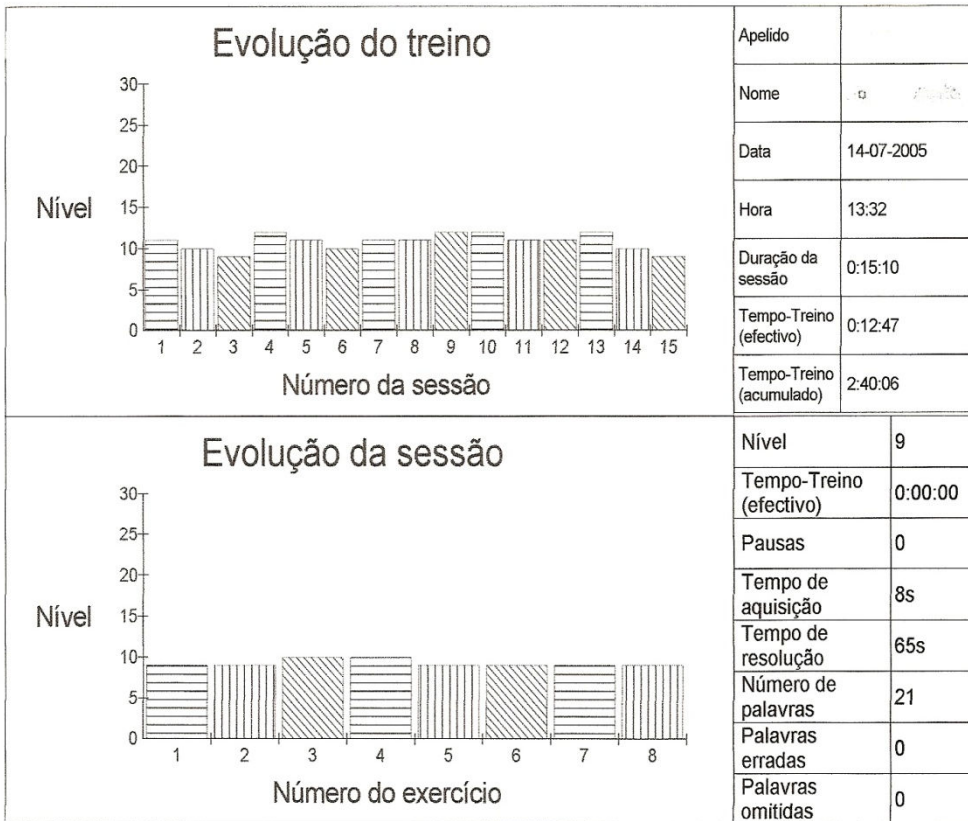 Evolução do treino
30
25
20
15
10
5
0
Nível
1 2 3 4 5 6 7 8 9 10 11 12 13 14 15
Número da sessão
Apelido
Nome
Data 14-07-2005
Hora 13:32
Duração da
sessão 0:15:10
Tempo-Treino
(efectivo) 0:12:47
Tempo-Treino
(acumulado) 2:40:06
Evolução da sessão
30
25
20
15
10
5
0
Nível
1 2 3 4 5 6 7 8
Número do exercício
Nível 9
Tempo-Treino
(efectivo) 0:00:00
Pausas 0
Tempo de
aquisição 8s
Tempo de
resolução 65s
Número de
palavras 21
Palavras
erradas 0
Palavras
omitidas 0